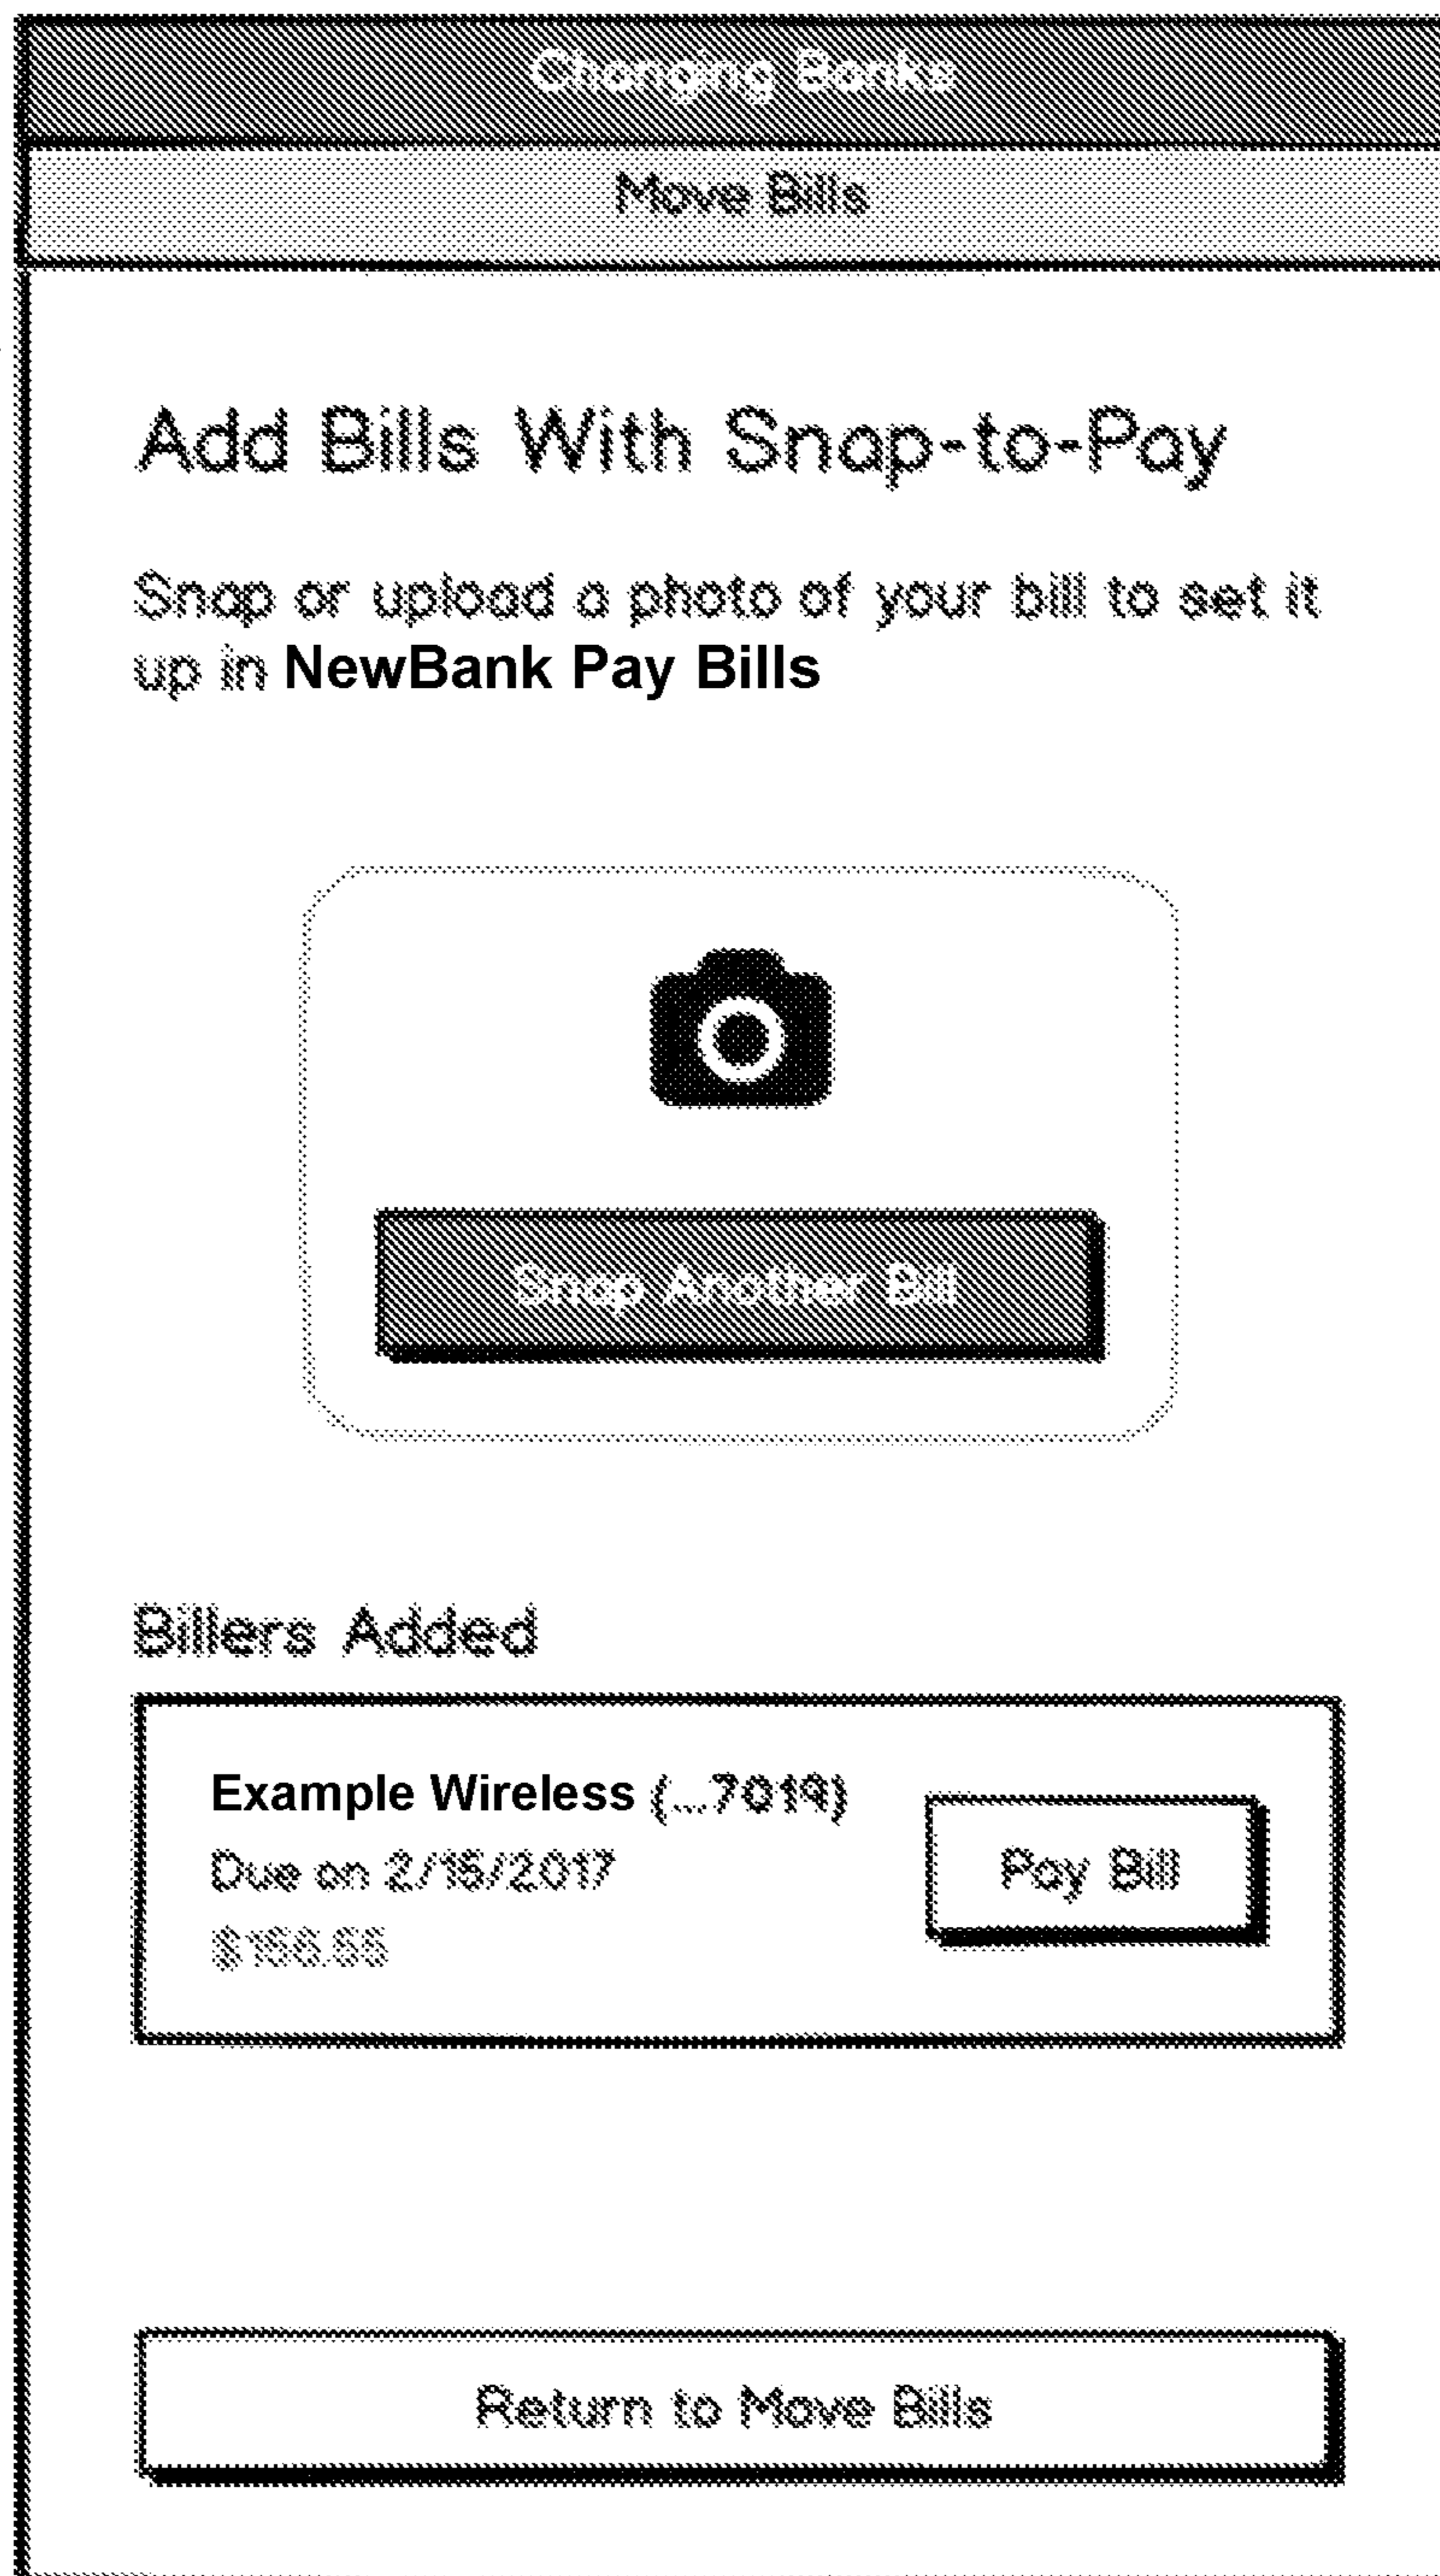 Changing Banks
Move Bills
Add Bills With Snap-to-Pay
Snap or upload a photo of your bill to set it
up in NewBank Pay Bills
Snap Another Bill
Billers Added
Example Wireless (...7019)
Due on 2/15/2017
Pay Bill
Return to Move Bills